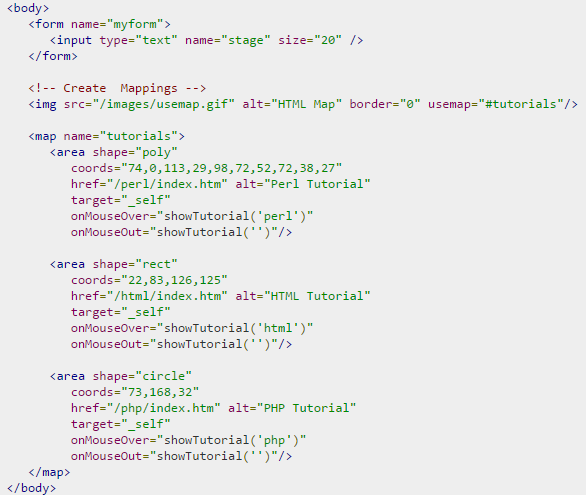 <body>
<form name="myform">
<input type="text" name="stage" size="20" />
</form>
<!-- Create  Mappings -->
<img src="/images/usemap.gif" alt="HTML Map" border="0" usemap="#tutorials"/>
<map name="tutorials">
<area shape="poly"
coords="74,0,113,29,98,72,52,72,38,27"
href="/perl/index.htm" alt="Perl Tutorial"
target="_self"
onMouseOver="showTutorial('perl')"
onMouseOut="showTutorial('')"/>
<area shape="rect"
coords="22,83,126,125"
href="/html/index.htm" alt="HTML Tutorial"
target="_self"
onMouseOver="showTutorial('html')"
onMouseOut="showTutorial('')"/>
<area shape="circle"
coords="73,168,32"
href="/php/index.htm" alt="PHP Tutorial"
target="_self"
onMouseOver="showTutorial('php')"
onMouseOut="showTutorial('')"/>
</map>
</body>